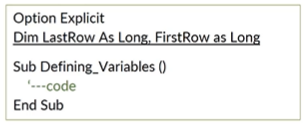 Option Explicit
Dim LastRow As Long, FirstRow as Long
Sub Defining_Variables ()
‘---code
End Sub